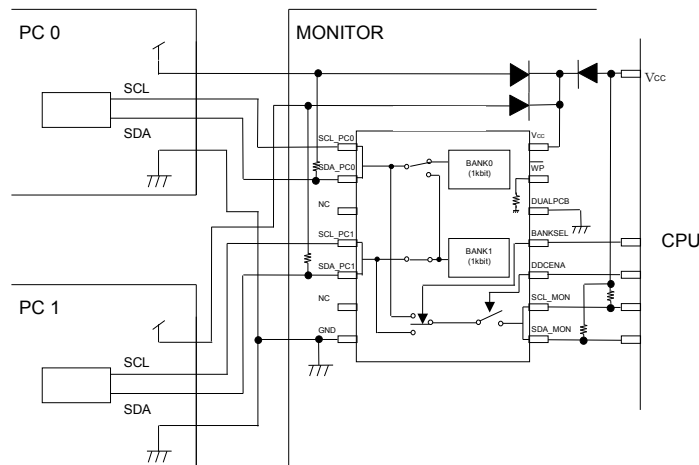 PC 0
MONITOR
SCL
SDA
VCC
SCL_PC0
VCC
SDA_PC0
BANK0
(1kbit)
WP
NC
DUALPCB
SCL_PC1
BANKSEL
CPU
BANK1
(1kbit)
SDA_PC1
DDCENA
PC 1
NC
SCL_MON
GND
SDA_MON
SCL
SDA